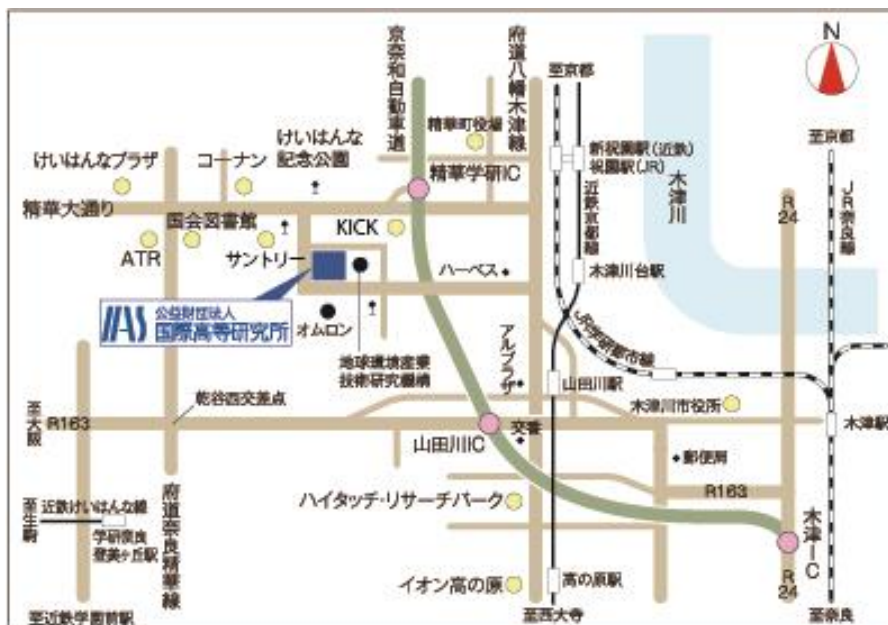 N
京奈和自動車道
府道八幡木津線
至京都
至京都
精華町役場
けいはんな
記念公園
けいはんなプラザ
コーナン
新祝園駅(近鉄)
祝園駅(JR)
精華学研IC
精華大通り
国会図書館
KICK
近鉄京都線
木津川
R
24
JR奈良線
ATR
サントリー
ハーベス
木津川台駅
IIAS
公益財団法人
国際高等研究所
オムロン
地球環境産業
技術研究機構
アルプラザ
JR学研都市線
山田川駅
乾谷西交差点
至大阪
R163
木津川市役所
木津駅
山田川IC
交番
郵便局
ハイタッチ・リサーチパーク
R163
至生駒
近鉄けいはんな線
学研奈良
登美ヶ丘駅
府道奈良精華線
木津IC
イオン高の原
高の原駅
R
24
至近鉄学園前駅
至西大寺
至奈良